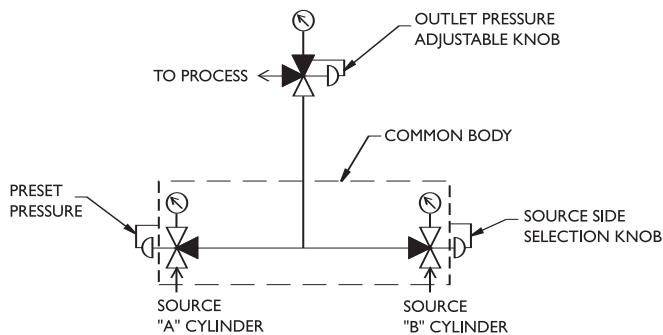 OUTLET PRESSURE
ADJUSTABLE KNOB
TO PROCESS
COMMON BODY
PRESET
PRESSURE
SOURCE SIDE
SELECTION KNOB
SOURCE
"A" CYLINDER
SOURCE
"B" CYLINDER